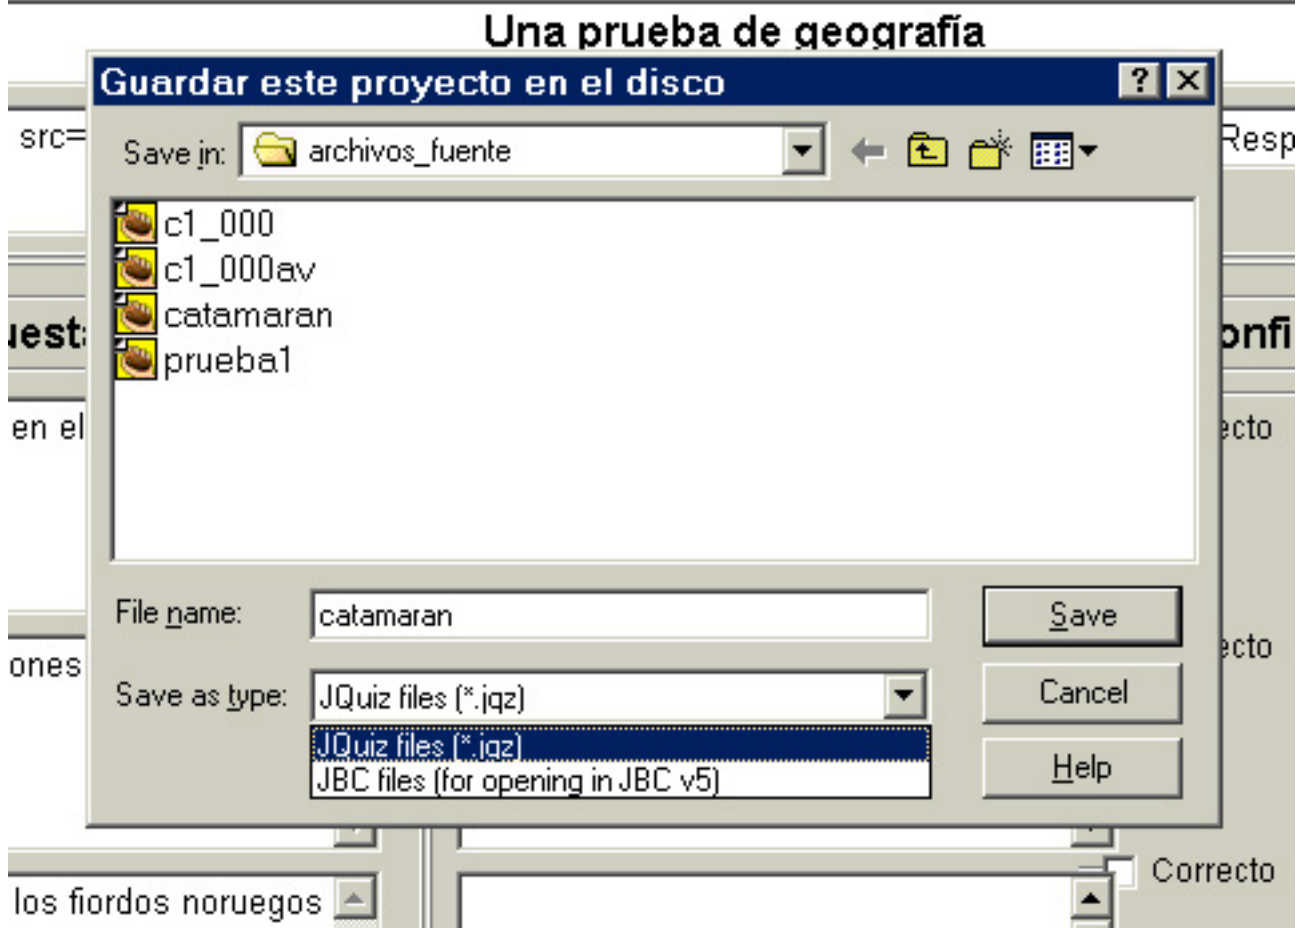 Una prueba de geografía
Guardar este proyecto en el disco
src=
Save in:
archivos_fuente
Resp
c1_000
c1_000av
catamaran
prueba1
en el
File name:
catamaran
Save
ones
Save as type:
JQuiz files (*.jqz)
Cancel
JQuiz files (*.jqz)
JBC files (for opening in JBC v5)
Help
Correcto
los fiordos noruegos